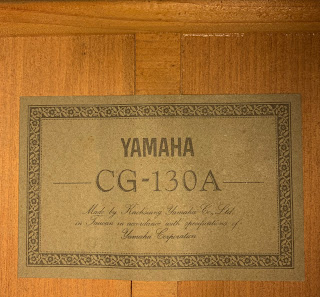 YAMAHA
CG-130A
Made by Kaohsiung Yamaha Co., Ltd.
in Taiwan in accordance with specifications of
Yamaha Corporation